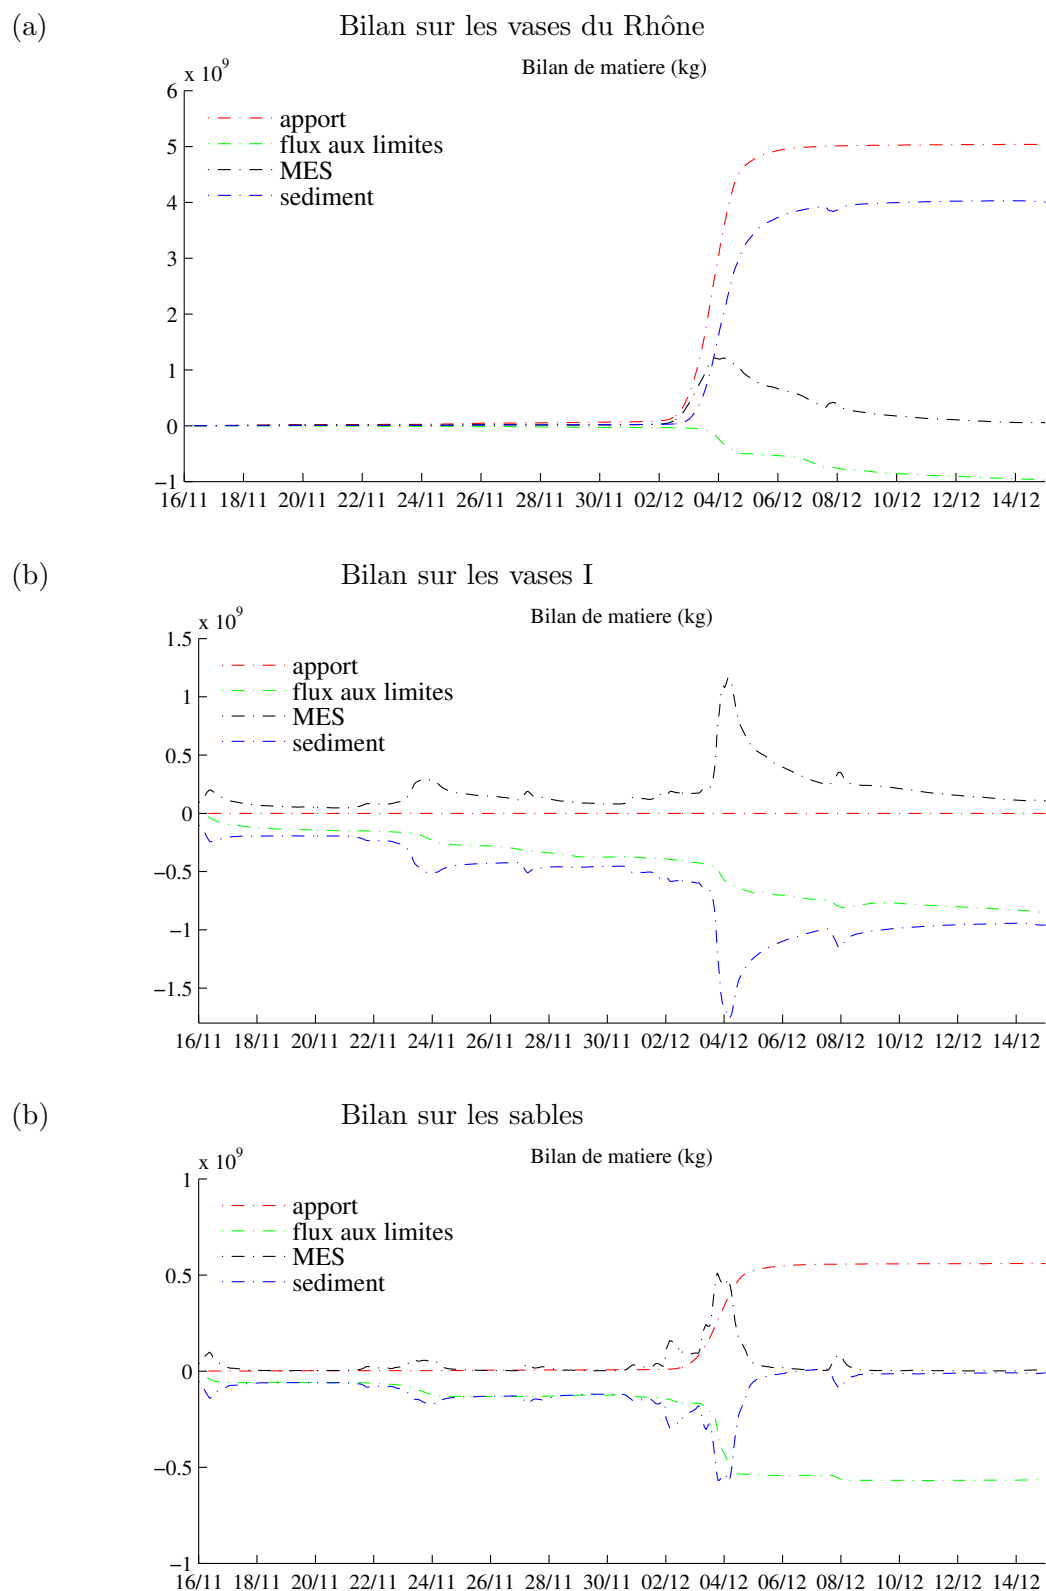 (a) Bilan sur les vases du Rhône
Bilan de matiere (kg)
x 10^9
6
apport
5
flux aux limites
MES
sediment
4
3
2
1
0
−1
16/11 18/11 20/11 22/11 24/11 26/11 28/11 30/11 02/12 04/12 06/12 08/12 10/12 12/12 14/12
(b) Bilan sur les vases I
Bilan de matiere (kg)
x 10^9
1.5
apport
flux aux limites
1
MES
sediment
0.5
0
−0.5
−1
−1.5
16/11 18/11 20/11 22/11 24/11 26/11 28/11 30/11 02/12 04/12 06/12 08/12 10/12 12/12 14/12
(b) Bilan sur les sables
Bilan de matiere (kg)
x 10^9
1
apport
flux aux limites
MES
0.5
sediment
0
−0.5
−1
16/11 18/11 20/11 22/11 24/11 26/11 28/11 30/11 02/12 04/12 06/12 08/12 10/12 12/12 14/12